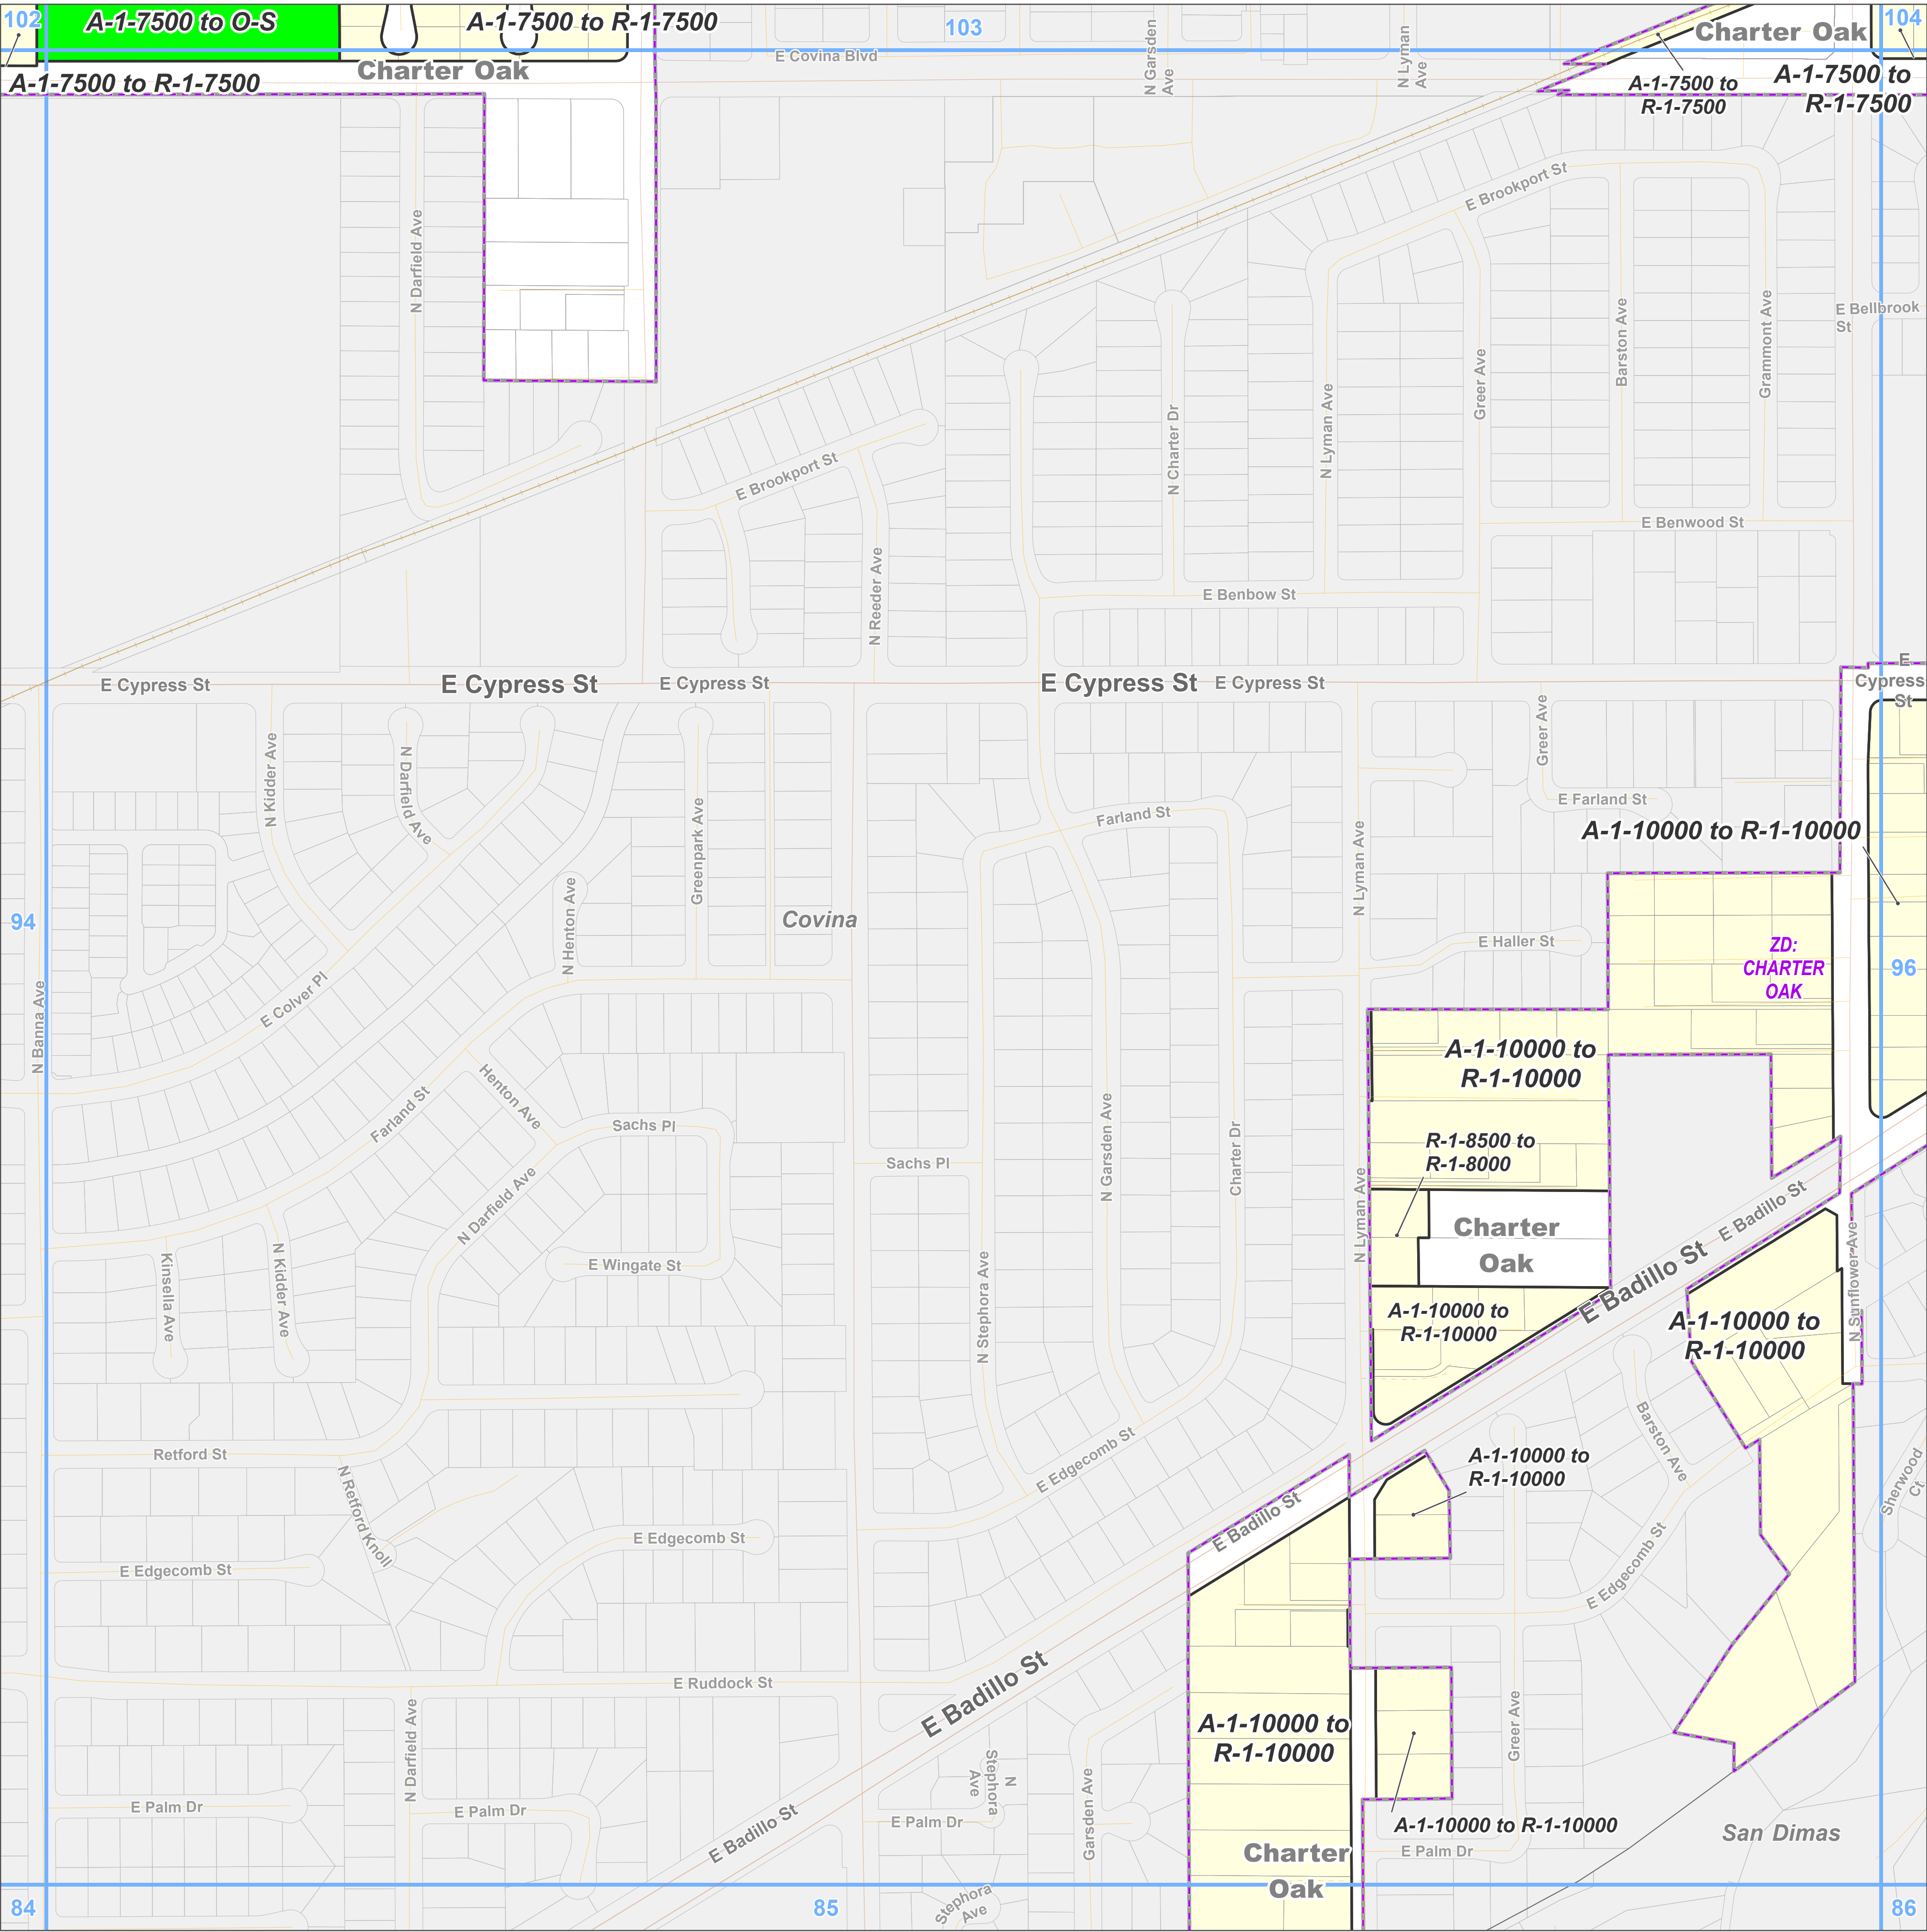 102
A-1-7500 to O-S
A-1-7500 to R-1-7500
103
104
Charter Oak
E Covina Blvd
N Garsden
Ave
N Lyman
Ave
Charter Oak
A-1-7500 to R-1-7500
A-1-7500 to
R-1-7500
A-1-7500 to
R-1-7500
N Darfield Ave
E Brookport St
E Bellbrook
St
Barston Ave
Grammont Ave
Greer Ave
N Lyman Ave
N Charter Dr
E Brookport St
N Reeder Ave
E Benwood St
E Benbow St
E Cypress St
E Cypress St
E Cypress St
E Cypress St
E Cypress St
E
Cypress
St
N Kidder Ave
N Darfield Ave
Greenpark Ave
N Henton Ave
Farland St
N Lyman Ave
Greer Ave
E Farland St
A-1-10000 to R-1-10000
94
Covina
E Haller St
ZD:
CHARTER
OAK
96
N Banna Ave
E Colver Pl
A-1-10000 to
R-1-10000
Henton Ave
Farland St
Sachs Pl
Sachs Pl
N Garsden Ave
Charter Dr
R-1-8500 to
R-1-8000
N Lyman Ave
Charter
Oak
N Darfield Ave
E Badillo St
E Badillo St
N Sunflower Ave
Kinsella Ave
N Kidder Ave
E Wingate St
N Stephora Ave
A-1-10000 to
R-1-10000
A-1-10000 to
R-1-10000
Retford St
N Retford Knoll
E Edgecomb St
Barston Ave
A-1-10000 to
R-1-10000
Sherwood
Ct
E Badillo St
E Edgecomb St
E Edgecomb St
E Edgecomb St
E Ruddock St
E Badillo St
N Darfield Ave
A-1-10000 to
R-1-10000
Greer Ave
N
Stephora
Ave
Garsden Ave
E Palm Dr
E Palm Dr
E Badillo St
E Palm Dr
A-1-10000 to R-1-10000
E Palm Dr
San Dimas
Charter
Oak
Stephora
Ave
84
85
86